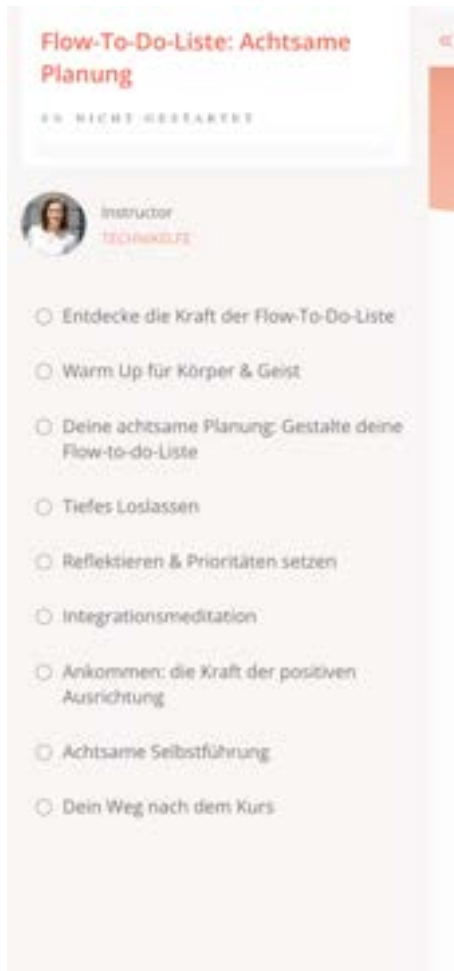 Flow-To-Do-Liste: Achtsame
Planung
NICHT GESTARTET
Instructor
TECHNIKELFE
Entdecke die Kraft der Flow-To-Do-Liste
Warm Up für Körper & Geist
Deine achtsame Planung: Gestalte deine
Flow-to-do-Liste
Tiefes Loslassen
Reflektieren & Prioritäten setzen
Integrationsmeditation
Ankommen: die Kraft der positiven
Ausrichtung
Achtsame Selbstführung
Dein Weg nach dem Kurs